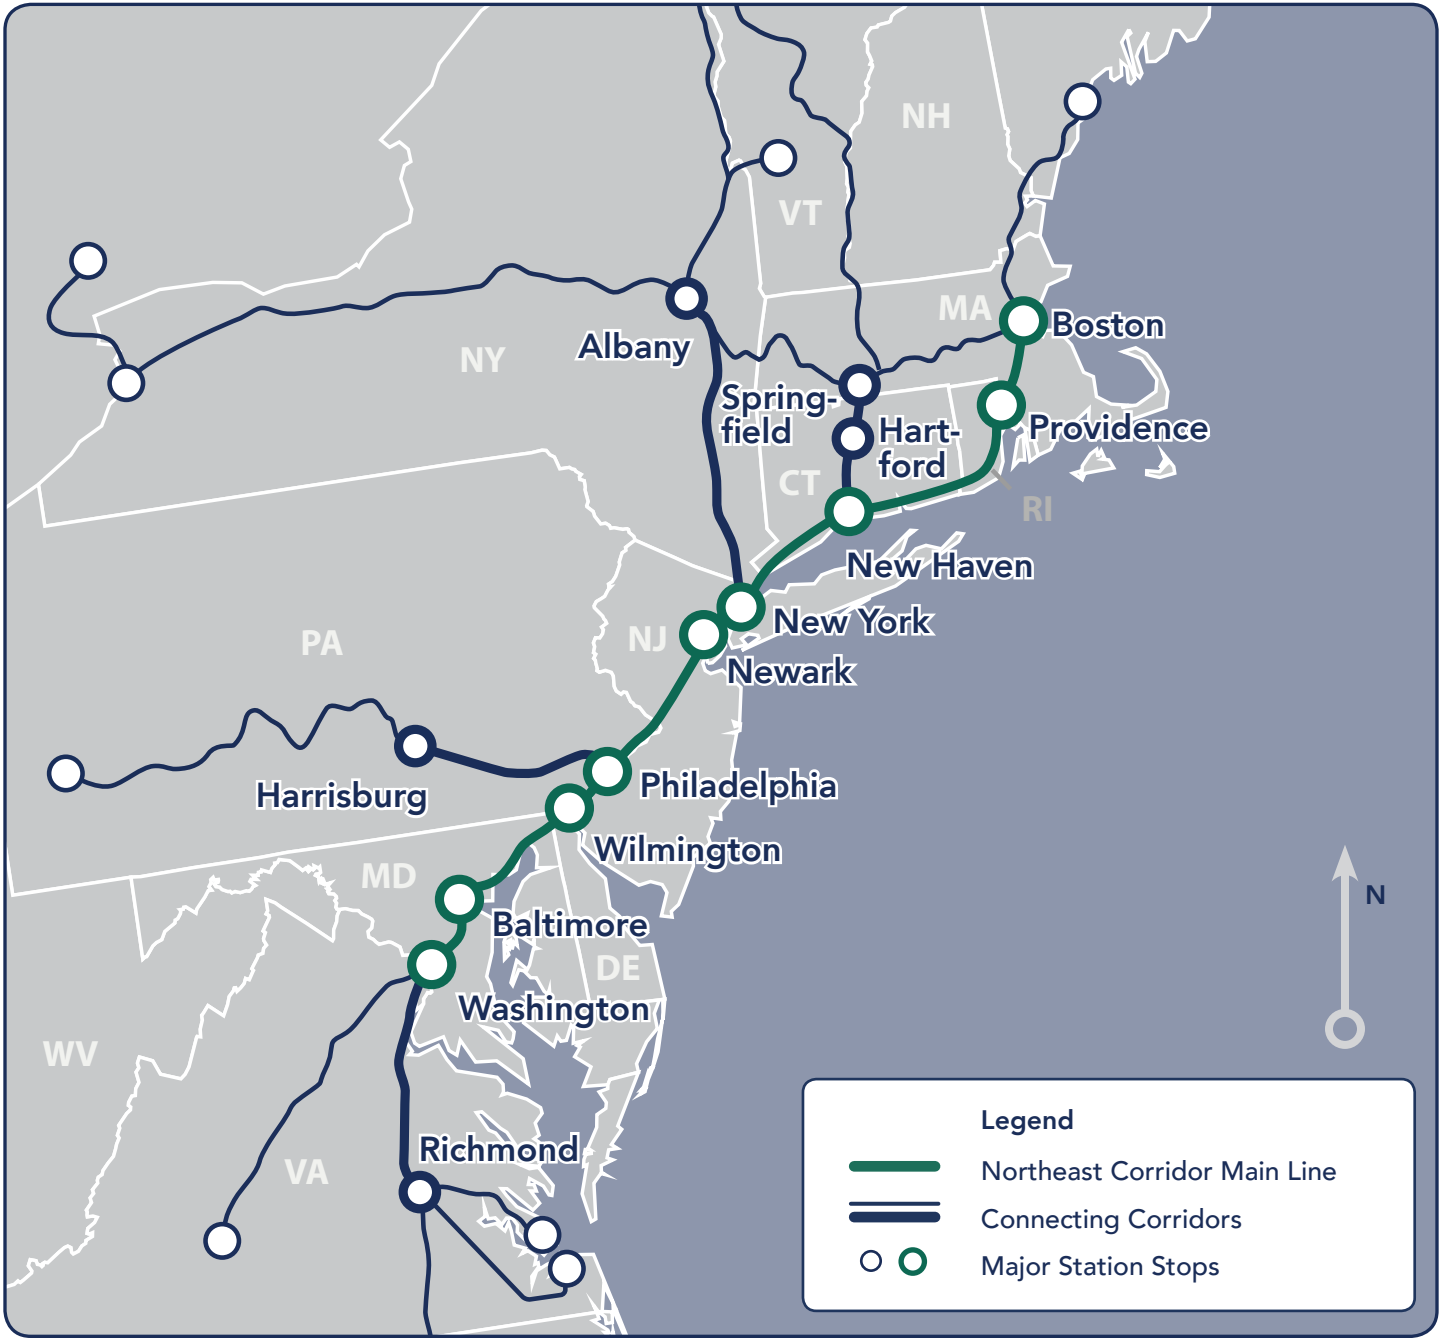 NH
VT
MA
Boston
Albany
NY
Spring-
field
Hart-
ford
Providence
CT
RI
New Haven
New York
NJ
Newark
PA
Philadelphia
Harrisburg
Wilmington
MD
N
Baltimore
DE
Washington
WV
Richmond
VA
Legend
Northeast Corridor Main Line
Connecting Corridors
Major Station Stops